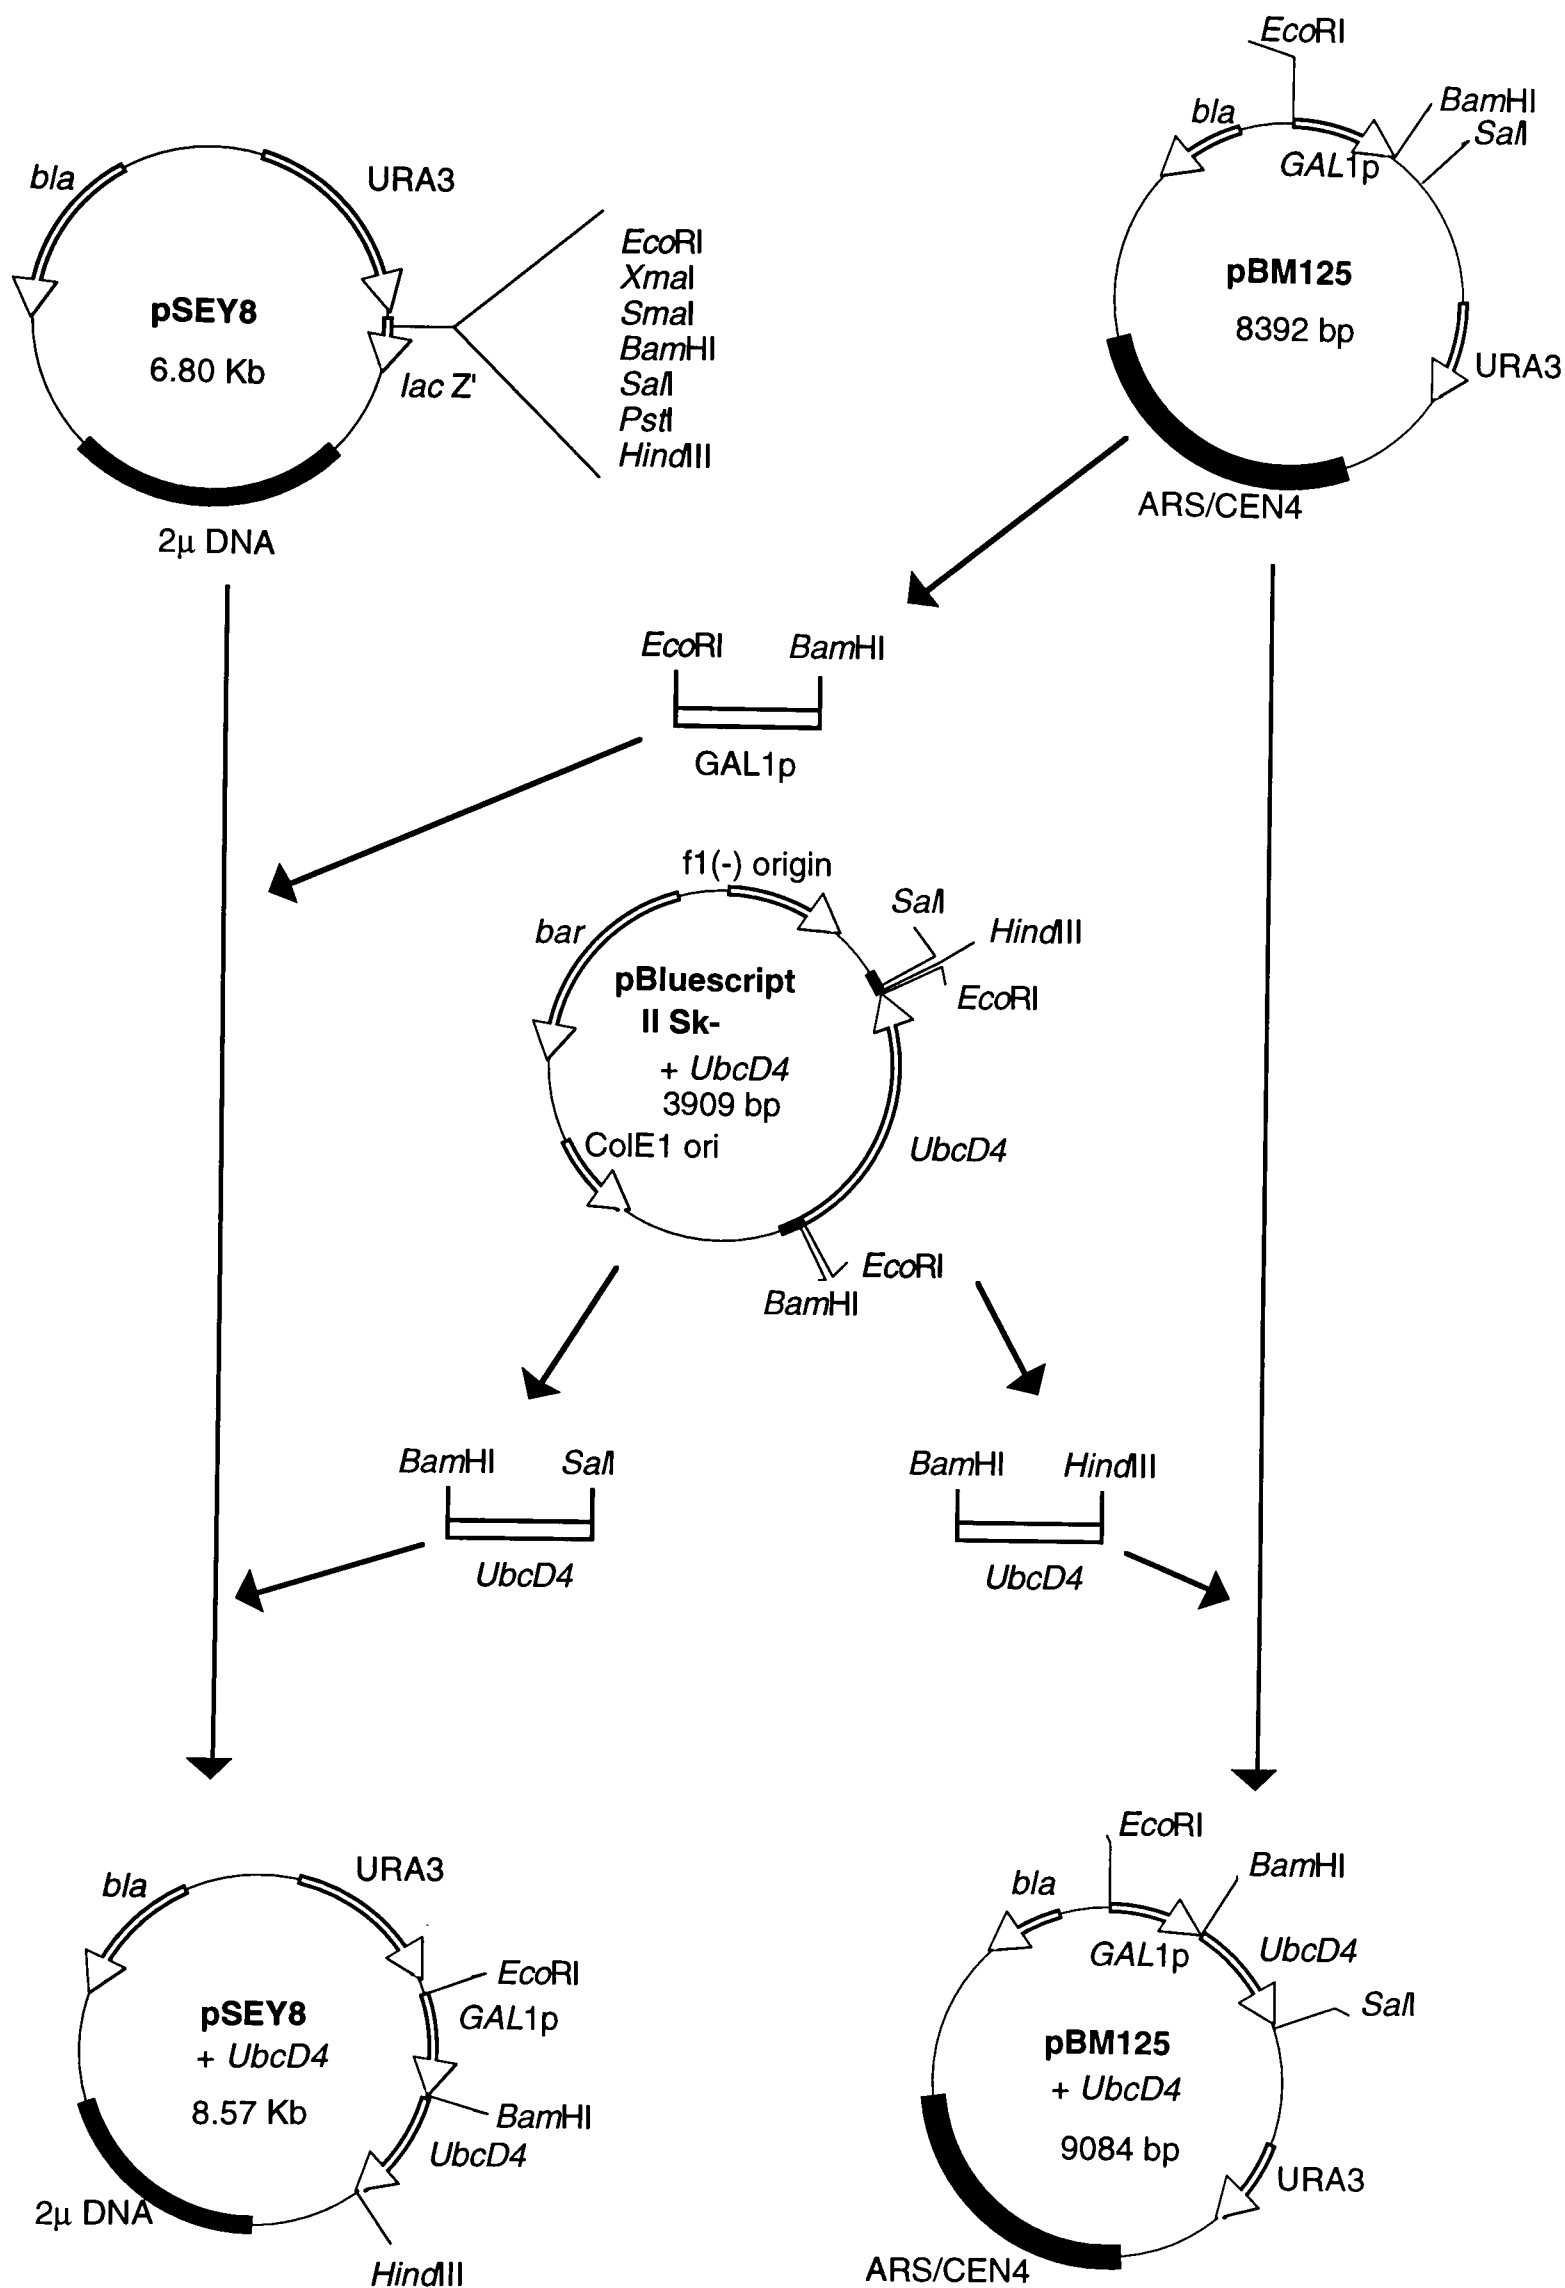 EcoRI
bla
BamHI
SalI
GAL1p
pBM125
8392 bp
URA3
ARS/CEN4
bla
URA3
pSEY8
6.80 Kb
lac Z'
EcoRI
XmaI
SmaI
BamHI
SalI
PstI
HindIII
2µ DNA
EcoRI BamHI
GAL1p
f1(-) origin
bar
SalI
HindIII
EcoRI
pBluescript
II Sk-
+ UbcD4
3909 bp
ColE1 ori
UbcD4
EcoRI
BamHI
BamHI SalI
UbcD4
BamHI HindIII
UbcD4
bla
URA3
EcoRI
GAL1p
pSEY8
+ UbcD4
8.57 Kb
BamHI
UbcD4
2µ DNA
HindIII
EcoRI
bla
BamHI
GAL1p
UbcD4
SalI
pBM125
+ UbcD4
9084 bp
URA3
ARS/CEN4